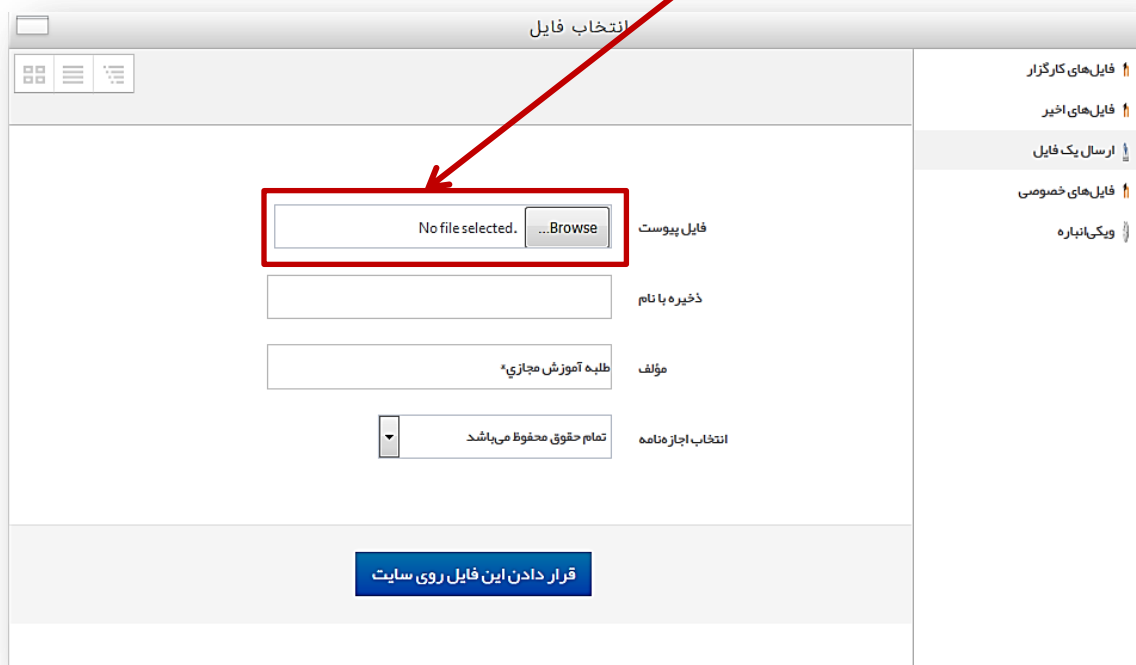 انتخاب فایل
فایل‌های کارگزار
فایل‌های اخیر
ارسال یک فایل
فایل‌های خصوصی
ویکی‌انباره
فایل پیوست
Browse...
No file selected.
ذخیره با نام
مؤلف
طلبه آموزش مجازي*
انتخاب اجازه‌نامه
تمام حقوق محفوظ می‌باشد
قرار دادن این فایل روی سایت